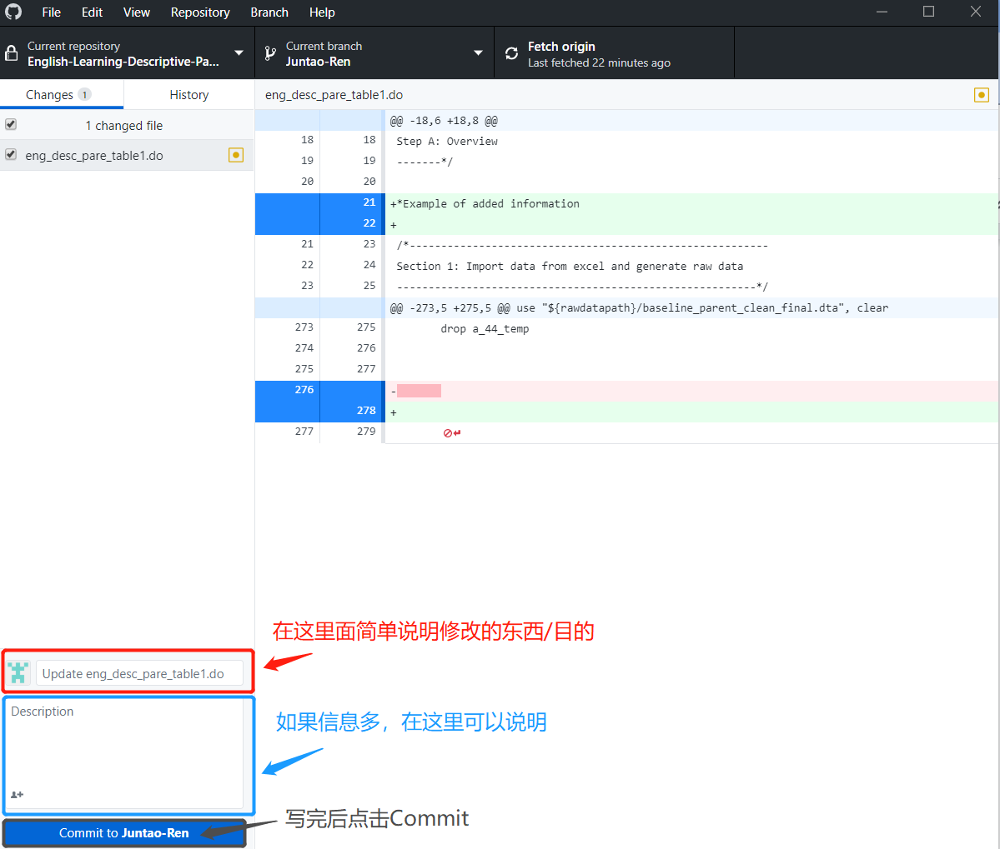 File Edit View Repository Branch Help
Current repository
English-Learning-Descriptive-Pa...
Current branch
Juntao-Ren
Fetch origin
Last fetched 22 minutes ago
Changes 1
History
eng_desc_pare_table1.do
1 changed file
eng_desc_pare_table1.do
@@ -18,6 +18,8 @@
18 18 Step A: Overview
19 19 -------*/
20 20
21 +*Example of added information
22 +
21 23 /*---------------------------------------------------------
22 24 Section 1: Import data from excel and generate raw data
23 25 ---------------------------------------------------------*/
@@ -273,5 +275,5 @@ use "${rawdatapath}/baseline_parent_clean_final.dta", clear
273 275 drop a_44_temp
274 276
275 277
276 -
278 +
277 279
在这里面简单说明修改的东西/目的
Update eng_desc_pare_table1.do
Description
如果信息多，在这里可以说明
写完后点击Commit
Commit to Juntao-Ren